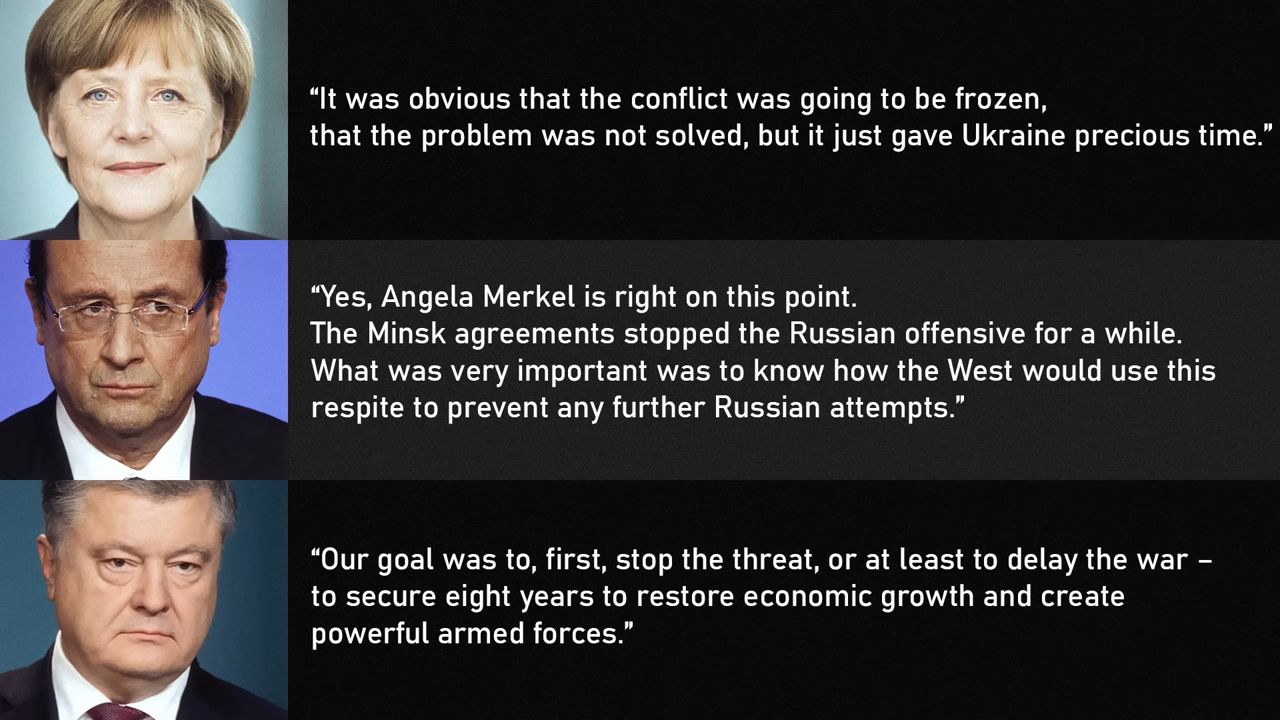 “It was obvious that the conflict was going to be frozen,
that the problem was not solved, but it just gave Ukraine precious time.”
“Yes, Angela Merkel is right on this point.
The Minsk agreements stopped the Russian offensive for a while.
What was very important was to know how the West would use this
respite to prevent any further Russian attempts.”
“Our goal was to, first, stop the threat, or at least to delay the war –
to secure eight years to restore economic growth and create
powerful armed forces.”